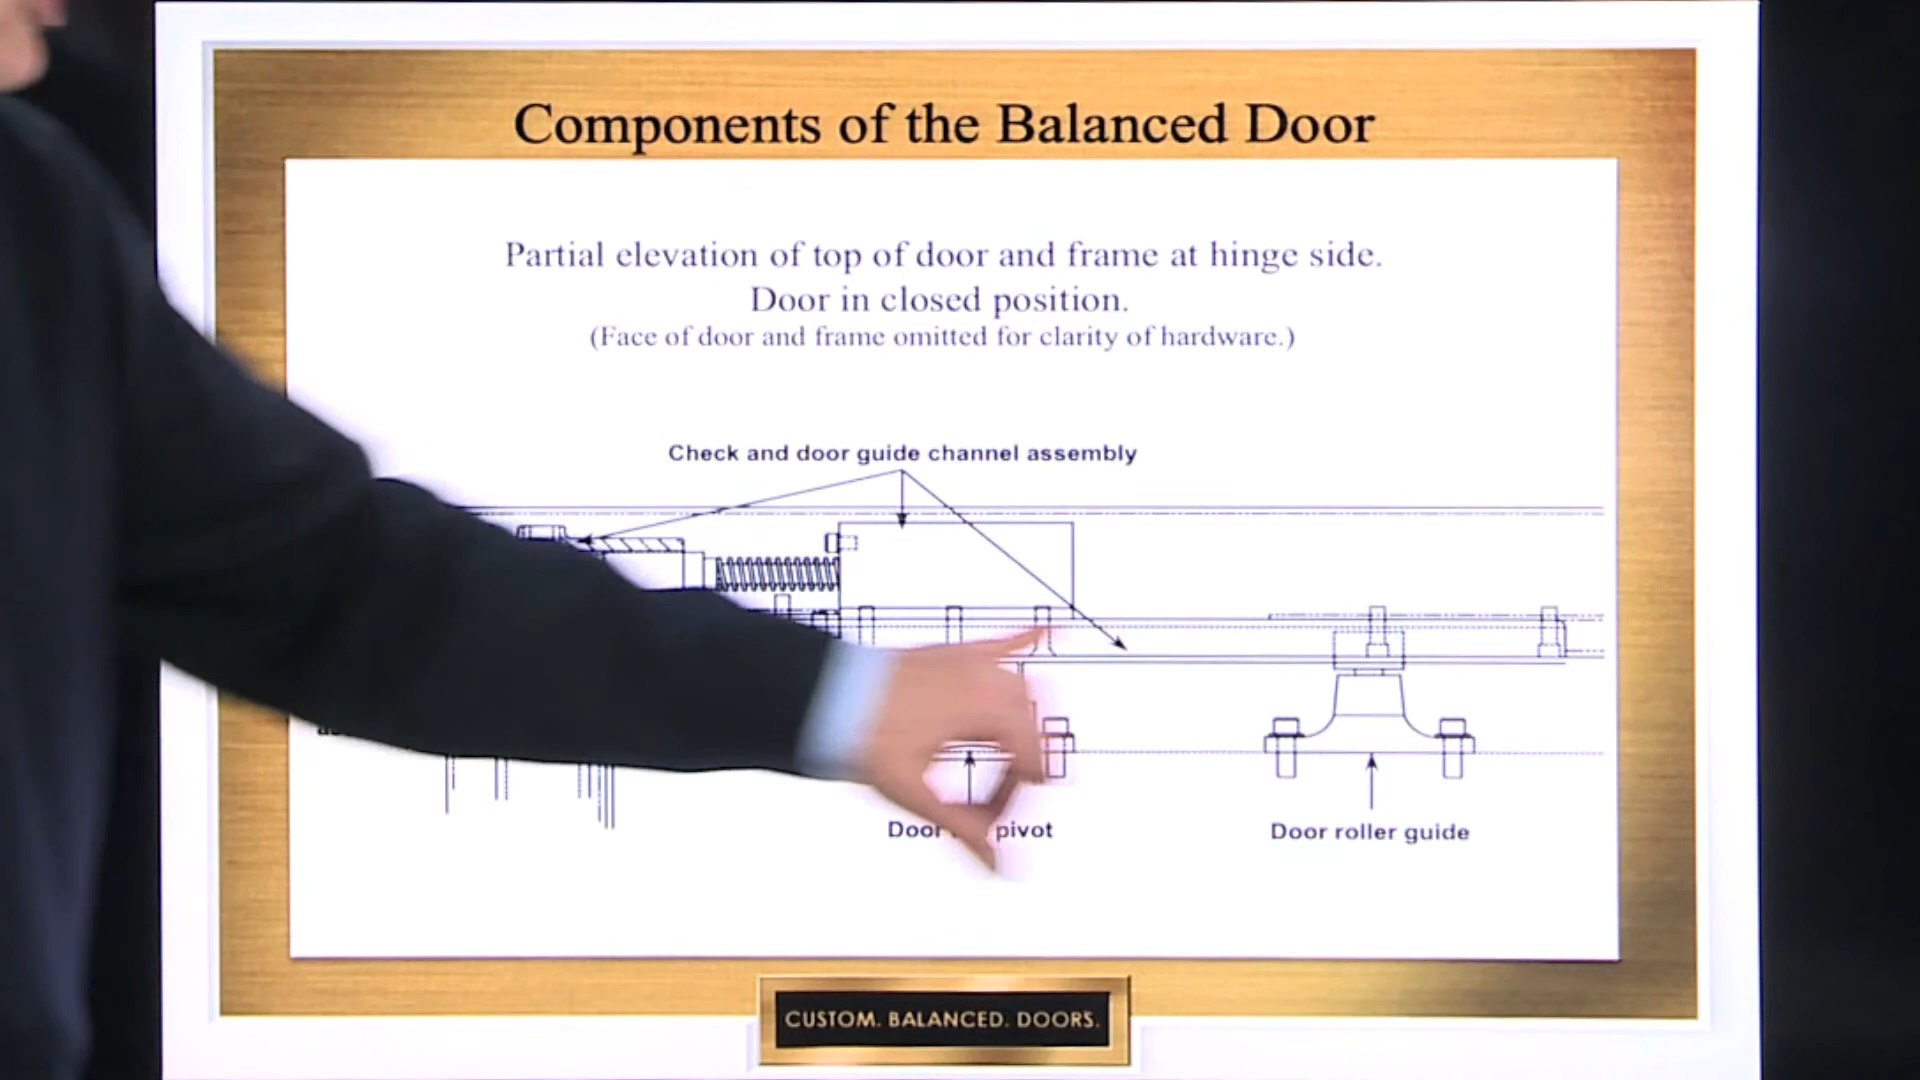 Components of the Balanced Door
Partial elevation of top of door and frame at hinge side.
Door in closed position.
(Face of door and frame omitted for clarity of hardware.)
Check and door guide channel assembly
Door pivot
Door roller guide
CUSTOM. BALANCED. DOORS.